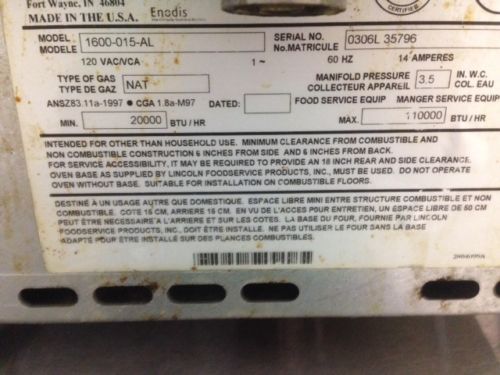 Fort Wayne, IN 46804
Enodis
MADE IN THE U.S.A.
MODEL 1600-015-AL SERIAL NO. 0306L 35796
MODELE No.MATRICULE
120 VAC/VCA 1~ 60 HZ 14 AMPERES
TYPE OF GAS NAT MANIFOLD PRESSURE 3.5 IN. W.C.
TYPE DE GAZ COLLECTEUR APPAREIL COL. EAU
ANSZ83.11a-1997 • CGA 1.8a-M97 DATED: FOOD SERVICE EQUIP MANGER SERVICE EQUIP
MIN. 20000 BTU / HR MAX. 110000 BTU / HR
INTENDED FOR OTHER THAN HOUSEHOLD USE. MINIMUM CLEARANCE FROM COMBUSTIBLE AND
NON COMBUSTIBLE CONSTRUCTION 6 INCHES FROM SIDE AND 6 INCHES FROM BACK.
FOR SERVICE ACCESSIBILITY, IT MAY BE REQUIRED TO PROVIDE AN 18 INCH REAR AND SIDE CLEARANCE.
OVEN BASE AS SUPPLIED BY LINCOLN FOODSERVICE PRODUCTS, INC., MUST BE USED. DO NOT OPERATE
OVEN WITHOUT BASE. SUITABLE FOR INSTALLATION ON COMBUSTIBLE FLOORS.
DESTINÉ À UN USAGE AUTRE QUE DOMESTIQUE. ESPACE LIBRE MINI ENTRE STRUCTURE COMBUSTIBLE ET NON
COMBUSTIBLE. COTE 15 CM, ARRIERE 15 CM. EN VU DE L'ACCES POUR ENTRETIEN, UN ESPACE LIBRE DE 50 CM
PEUT ÊTRE NECESSAIRE À L'ARRIERE ET SUR LES COTES. LA BASE DU FOUR, FOURNIE PAR LINCOLN
FOODSERVICE PRODUCTS, INC., DOIT ÊTRE INSTALLE. NE PAS UTILISER LE FOUR SANS LA BASE
ADAPTÉ POUR ÊTRE INSTALLÉ SUR DES PLANCES COMBUSTIBLES.